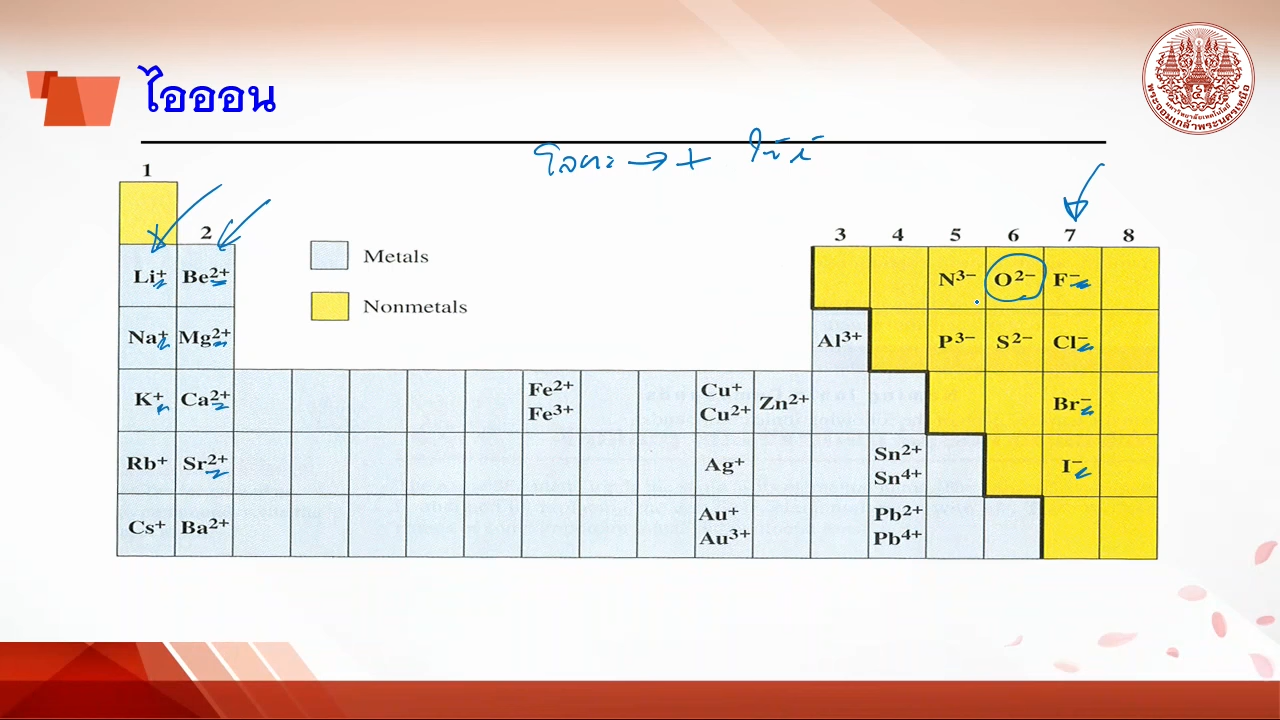 ไอออน
โลหะ → +
1
2
3 4 5 6 7 8
Metals
Nonmetals
Li+ Be2+ N3− O2− F−
Na+ Mg2+ Al3+ P3− S2− Cl−
K+ Ca2+ Fe2+ Fe3+ Cu+ Cu2+ Zn2+ Br−
Rb+ Sr2+ Ag+ Sn2+ Sn4+ I−
Cs+ Ba2+ Au+ Au3+ Pb2+ Pb4+